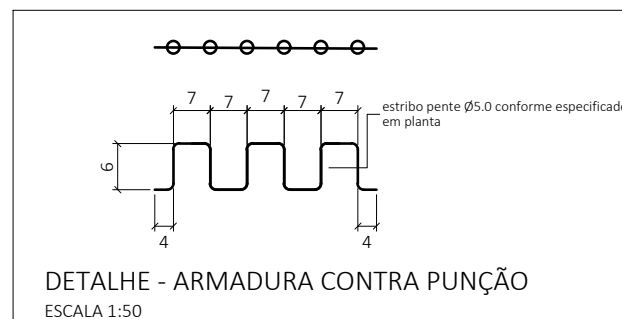 7 7 7 7 7
estribo pente Ø5.0 conforme especificado
em planta
9
4 4
DETALHE - ARMADURA CONTRA PUNÇÃO
ESCALA 1:50